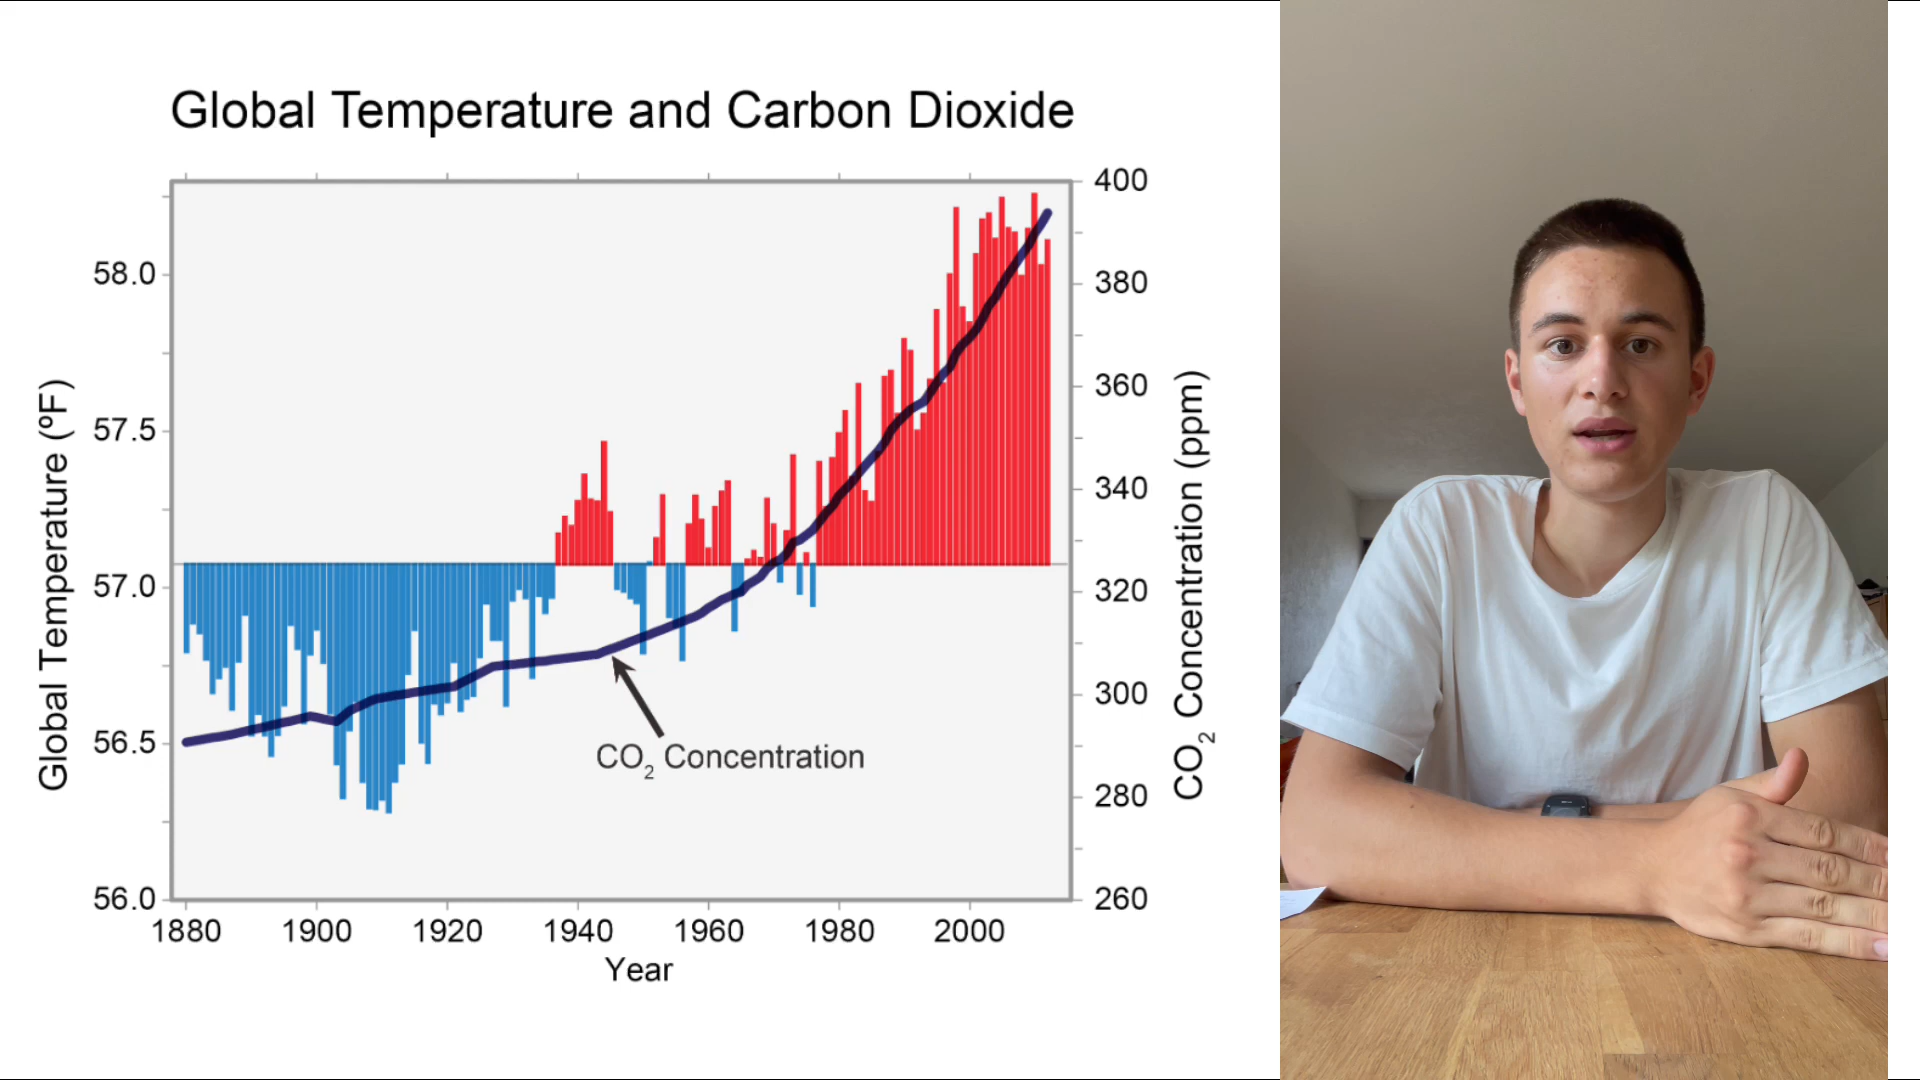 Global Temperature and Carbon Dioxide
Global Temperature (ºF)
58.0
57.5
57.0
56.5
56.0
400
380
360
340
320
300
280
260
CO2 Concentration (ppm)
CO2 Concentration
1880 1900 1920 1940 1960 1980 2000
Year